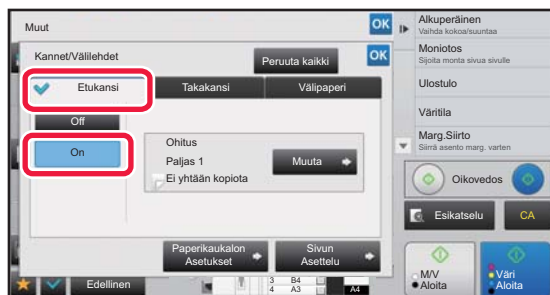 Muut
OK
Kannet/Välilehdet
Peruuta kaikki
OK
Etukansi
Takakansi
Välipaperi
Off
On
Ohitus
Paljas 1
Ei yhtään kopiota
Muuta
Paperikaukalon
Asetukset
Sivun
Asettelu
Edellinen
3 B4
4 A3
A4
Alkuperäinen
Vaihda kokoa/suuntaa
Moniotos
Sijoita monta sivua sivulle
Ulostulo
Väritila
Marg.Siirto
Siirrä asento marg. varten
Oikovedos
Esikatselu
CA
M/V
Aloita
Väri
Aloita